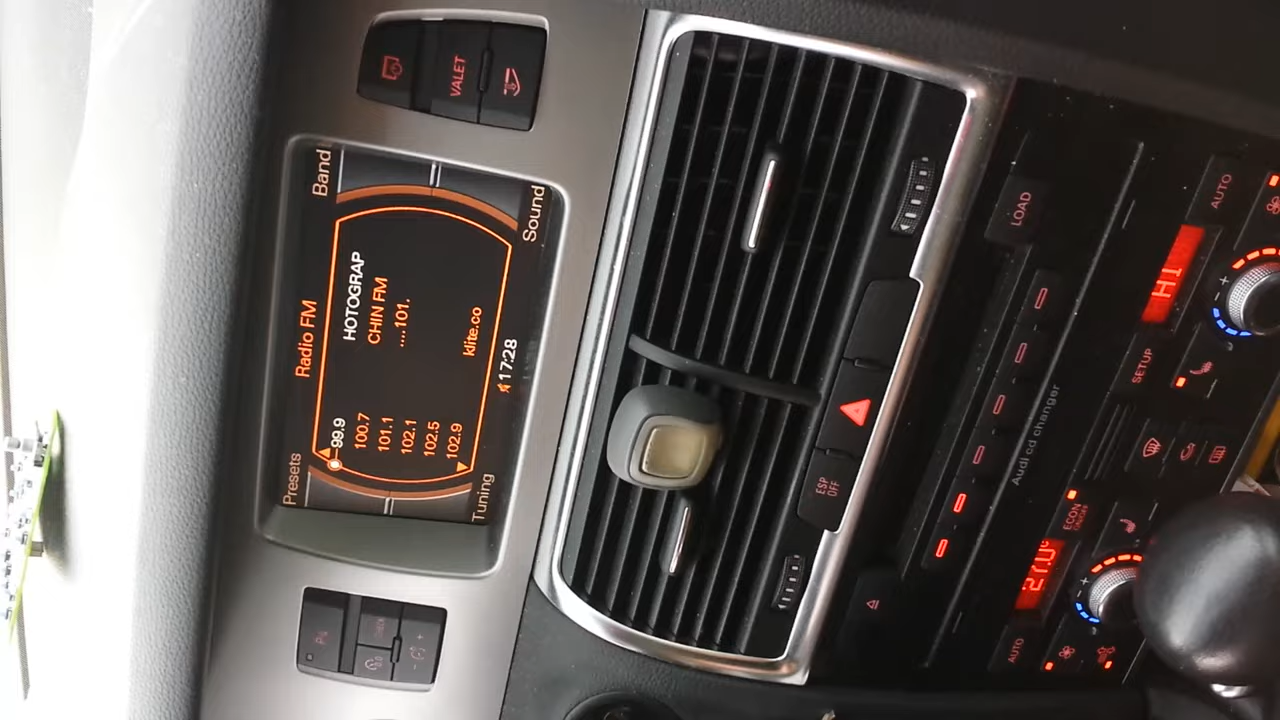 Presets Radio FM Band
99.9 HOTOGRAP
100.7 CHIN FM
101.1 ....101.
102.1
102.5
102.9 klite.co
Tuning 17:28 Sound
CHECK
VALET
ESP
OFF
LOAD
Audi cd changer
27.0°
ECON
SETUP
HI
AUTO
AUTO